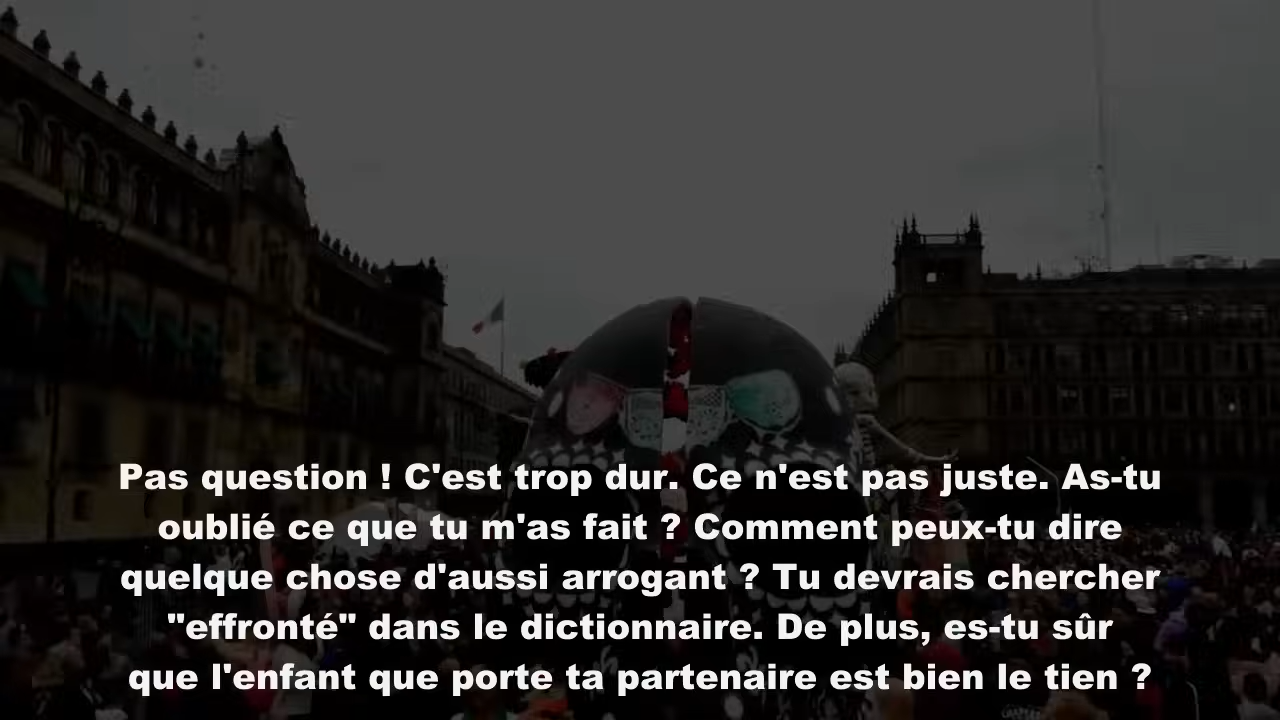 Pas question ! C'est trop dur. Ce n'est pas juste. As-tu
oublié ce que tu m'as fait ? Comment peux-tu dire
quelque chose d'aussi arrogant ? Tu devrais chercher
"effronté" dans le dictionnaire. De plus, es-tu sûr
que l'enfant que porte ta partenaire est bien le tien ?